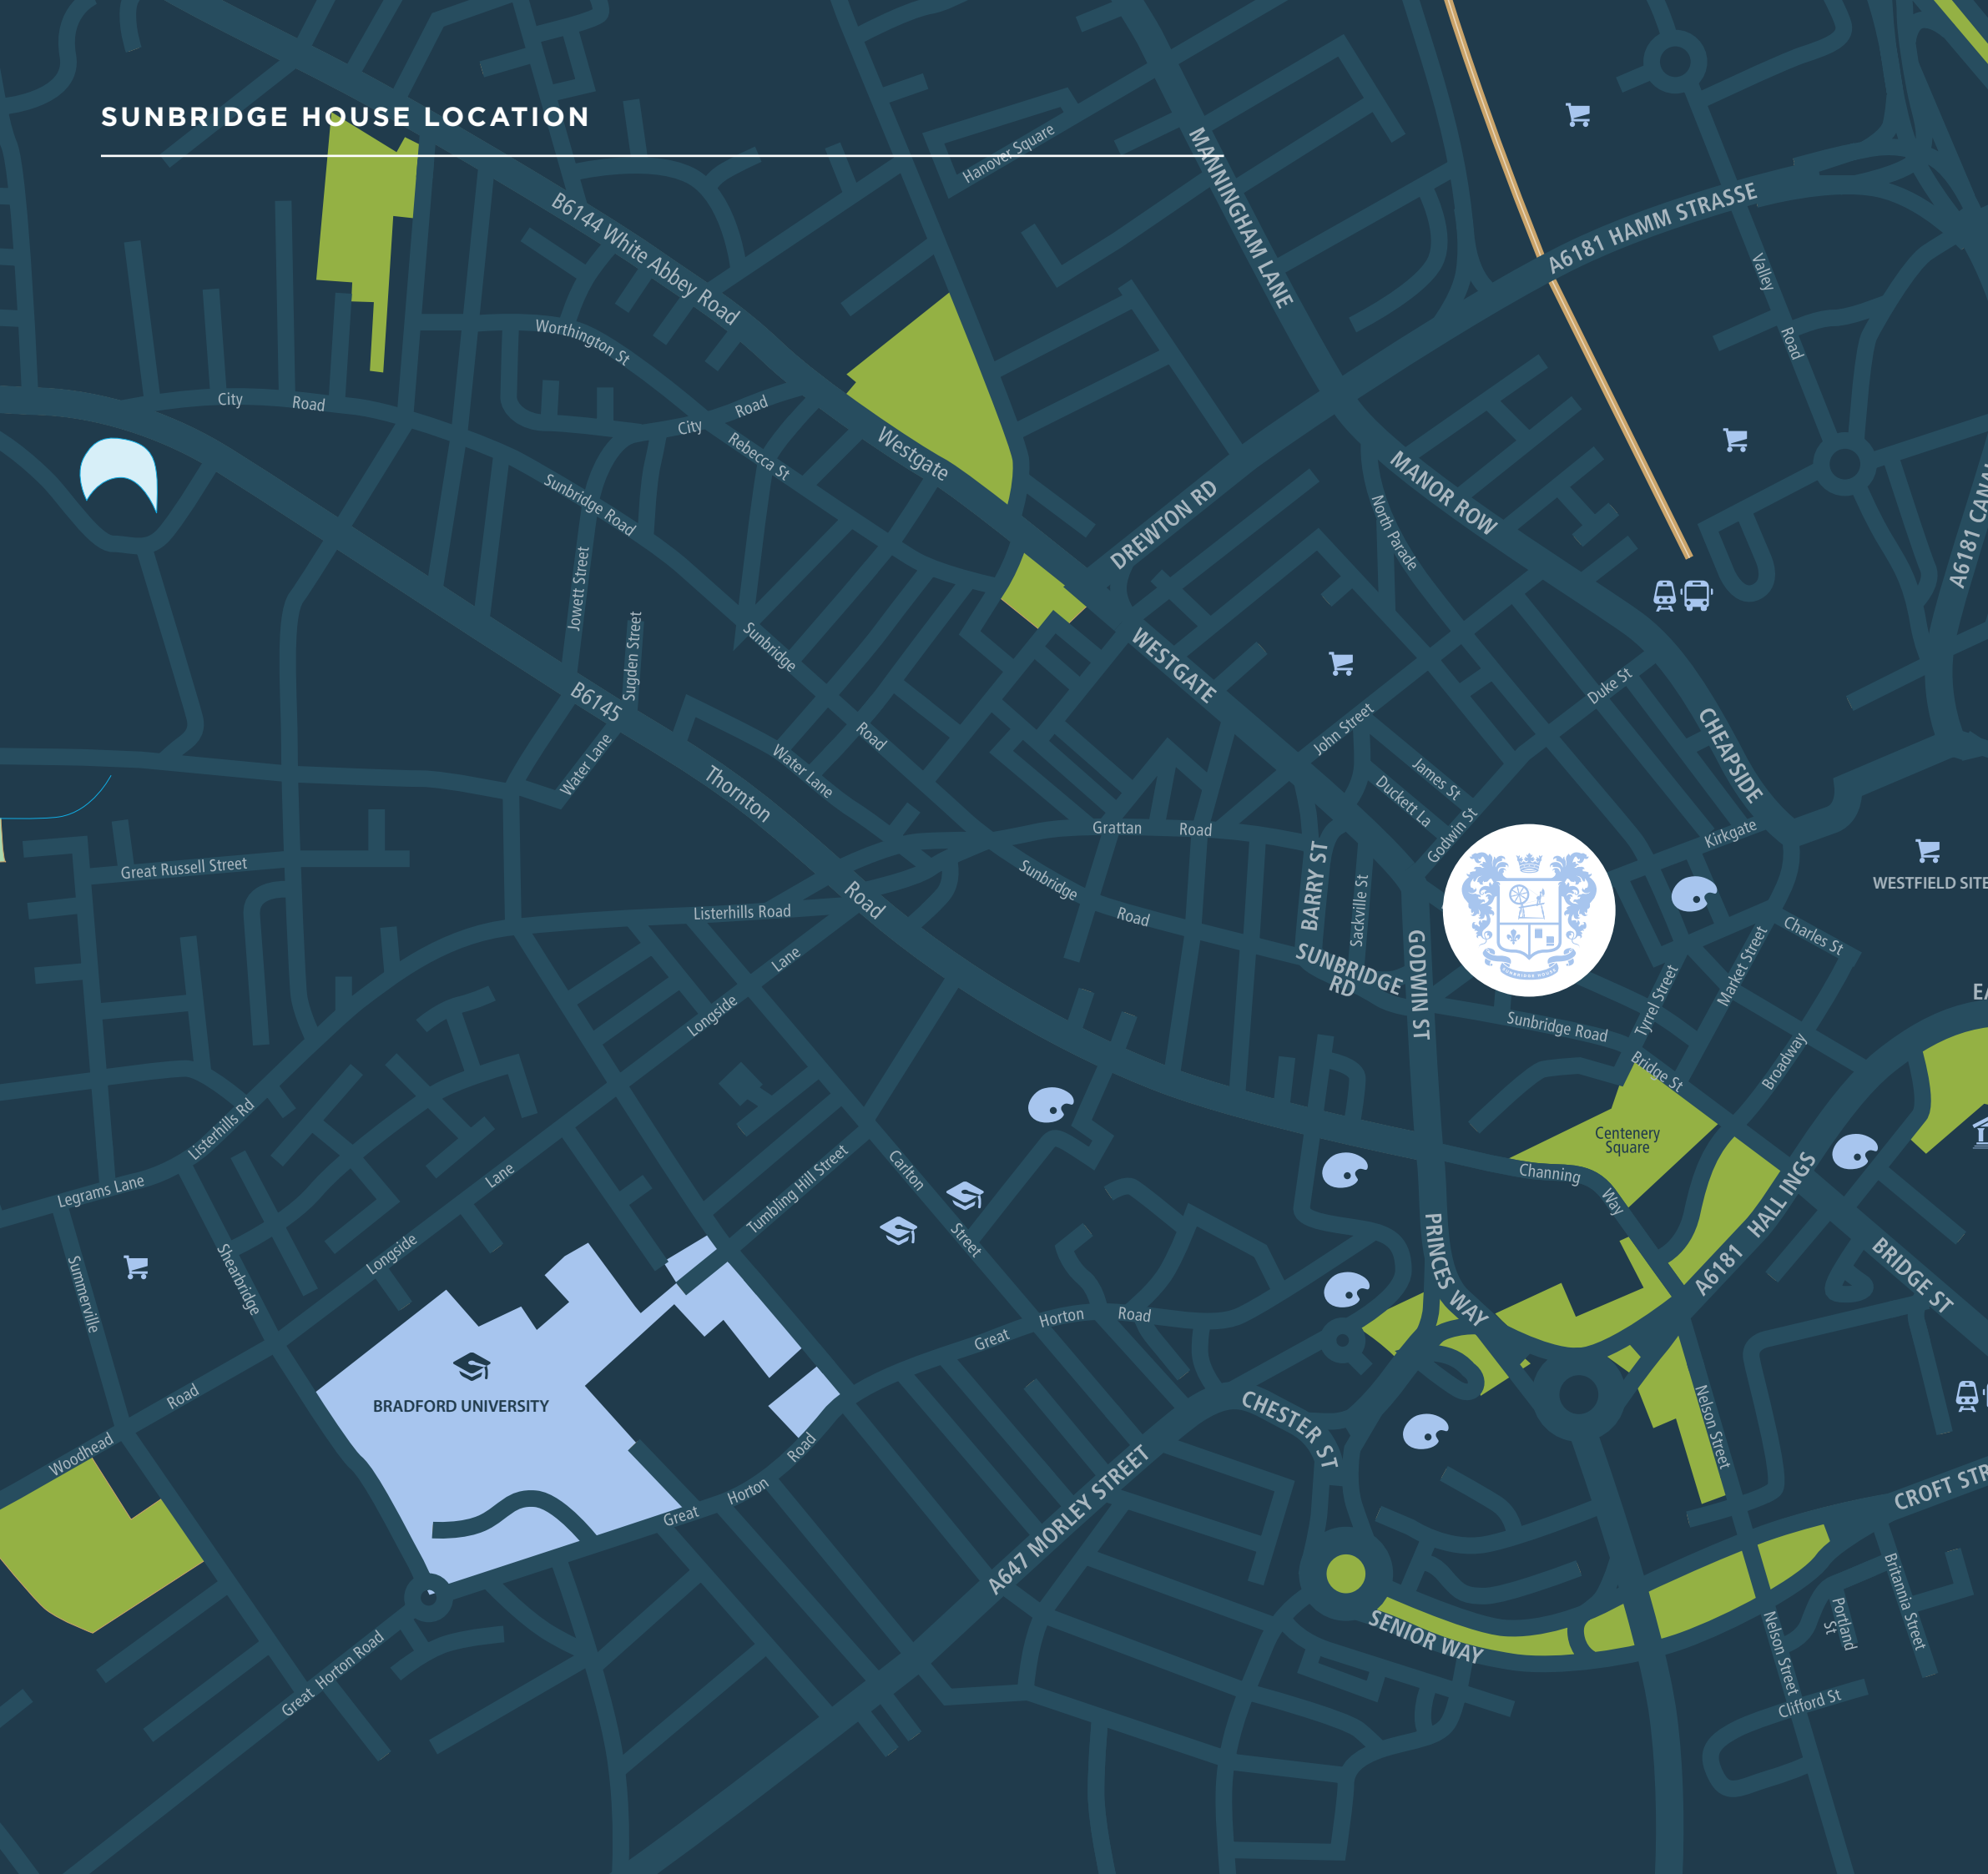 SUNBRIDGE HOUSE LOCATION
Hanover Square
MANNINGHAM LANE
A6181 HAMM STRASSE
B6144 White Abbey Road
Valley
Road
Worthington St
City
Road
City
Road
Rebecca St
Westgate
Sunbridge Road
DREWTON RD
MANOR ROW
North Parade
A6181 CANAL
Jowett Street
Sugden Street
Sunbridge
Road
WESTGATE
Duke St
B6145
Water Lane
Water Lane
John Street
James St
Duckett La
Godwin St
CHEAPSIDE
Thornton
Road
Grattan
Road
Kirkgate
Great Russell Street
Sunbridge
Road
BARRY ST
Sackville St
WESTFIELD SITE
Listerhills Road
SUNBRIDGE
RD
GODWIN ST
SUNBRIDGE HOUSE
Charles St
Market Street
Tyrrel Street
Longside
Lane
Sunbridge Road
EA
Bridge St
Broadway
Listerhills Rd
Centenery
Square
Legrams Lane
Lane
Longside
Tumbling Hill Street
Carlton
Street
Channing
Way
A6181 HALL INGS
BRIDGE ST
Summerville
Shearbridge
PRINCES WAY
Great
Horton
Road
BRADFORD UNIVERSITY
Road
Woodhead
CHESTER ST
Nelson Street
Great
Horton
Road
A647 MORLEY STREET
CROFT STR
SENIOR WAY
Britannia Street
Portland
St
Nelson Street
Great Horton Road
Clifford St